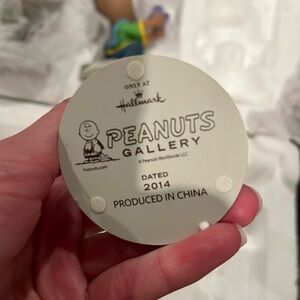 ONLY AT
Hallmark
PEANUTS
GALLERY
Peanuts.com
© Peanuts Worldwide LLC.
DATED
2014
PRODUCED IN CHINA